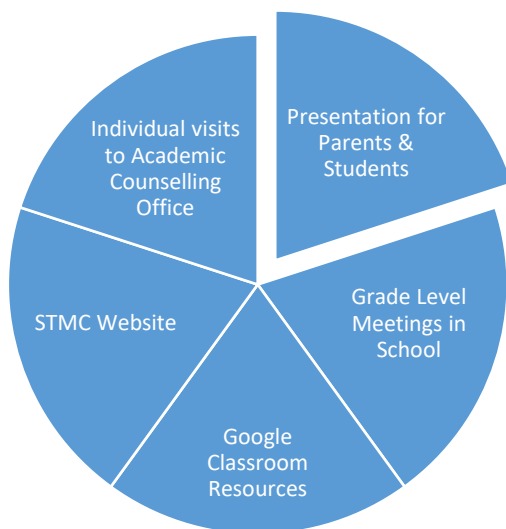 Presentation for
Parents &
Students
Grade Level
Meetings in
School
Google
Classroom
Resources
STMC Website
Individual visits
to Academic
Counselling
Office